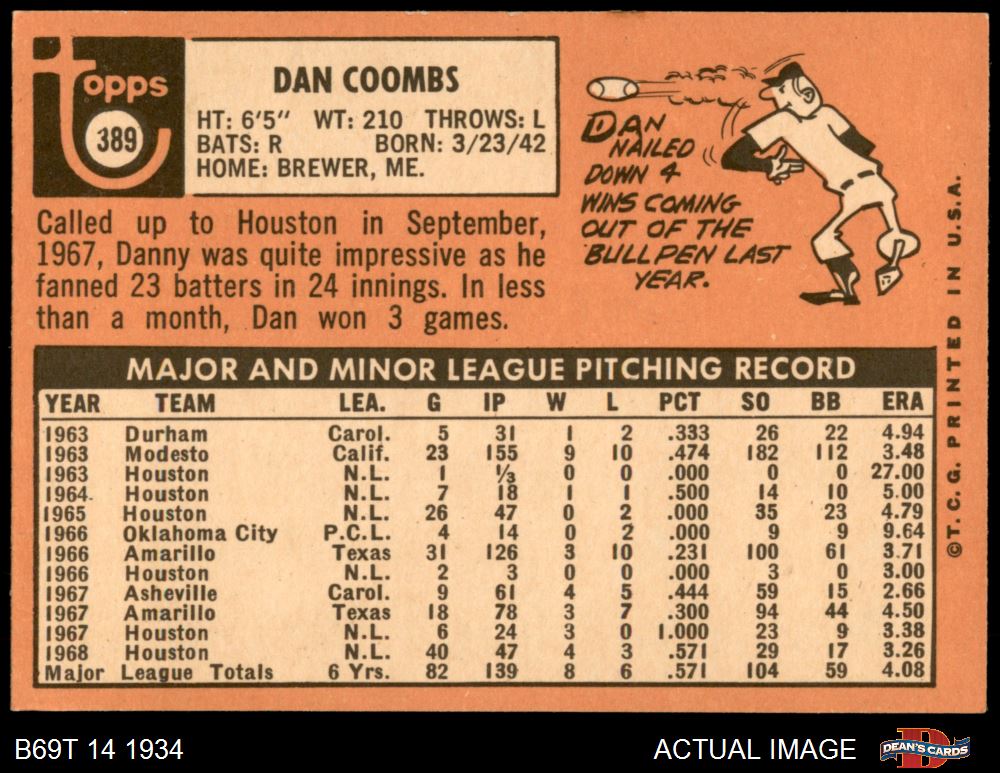 topps
389
DAN COOMBS
HT: 6'5" WT: 210 THROWS: L
BATS: R BORN: 3/23/42
HOME: BREWER, ME.
DAN
NAILED
DOWN 4
WINS COMING
OUT OF THE
BULLPEN LAST
YEAR.
Called up to Houston in September,
1967, Danny was quite impressive as he
fanned 23 batters in 24 innings. In less
than a month, Dan won 3 games.
MAJOR AND MINOR LEAGUE PITCHING RECORD
YEAR TEAM LEA. G IP W L PCT SO BB ERA
1963 Durham Carol. 5 31 1 2 .333 26 22 4.94
1963 Modesto Calif. 23 155 9 10 .474 182 112 3.48
1963 Houston N.L. 1 ⅓ 0 0 .000 0 0 27.00
1964 Houston N.L. 7 18 1 1 .500 14 10 5.00
1965 Houston N.L. 26 47 0 2 .000 35 23 4.79
1966 Oklahoma City P.C.L. 4 14 0 2 .000 9 9 9.64
1966 Amarillo Texas 31 126 3 10 .231 100 61 3.71
1966 Houston N.L. 2 3 0 0 .000 3 0 3.00
1967 Asheville Carol. 9 61 4 5 .444 59 15 2.66
1967 Amarillo Texas 18 78 3 7 .300 94 44 4.50
1967 Houston N.L. 6 24 3 0 1.000 23 9 3.38
1968 Houston N.L. 40 47 4 3 .571 29 17 3.26
Major League Totals 6 Yrs. 82 139 8 6 .571 104 59 4.08
©T.C.G. PRINTED IN U.S.A.
B69T 14 1934
ACTUAL IMAGE
DEAN'S CARDS